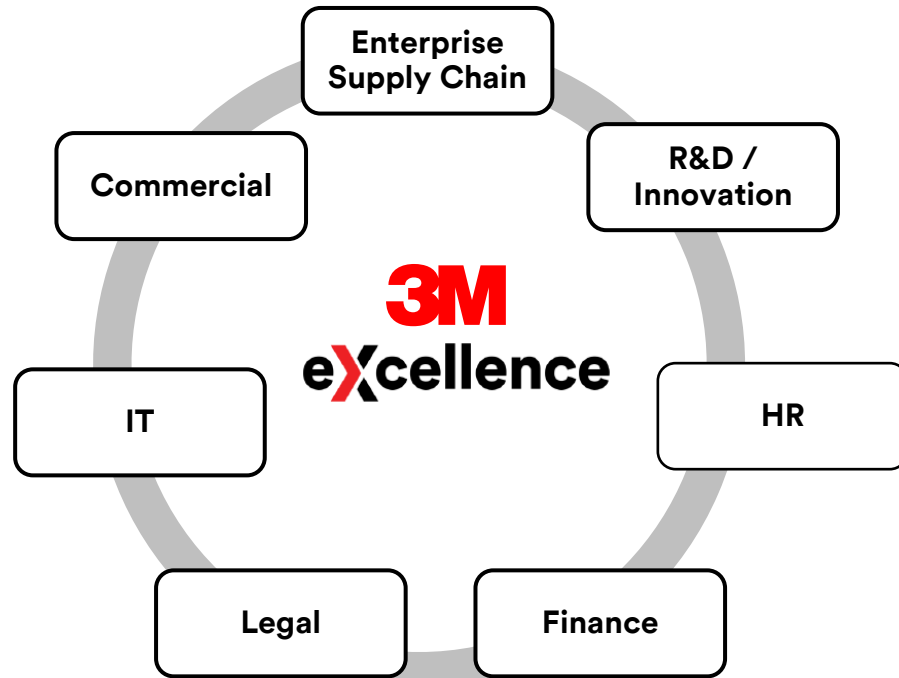 Enterprise
Supply Chain
R&D /
Innovation
Commercial
3M
eXcellence
IT
HR
Legal
Finance